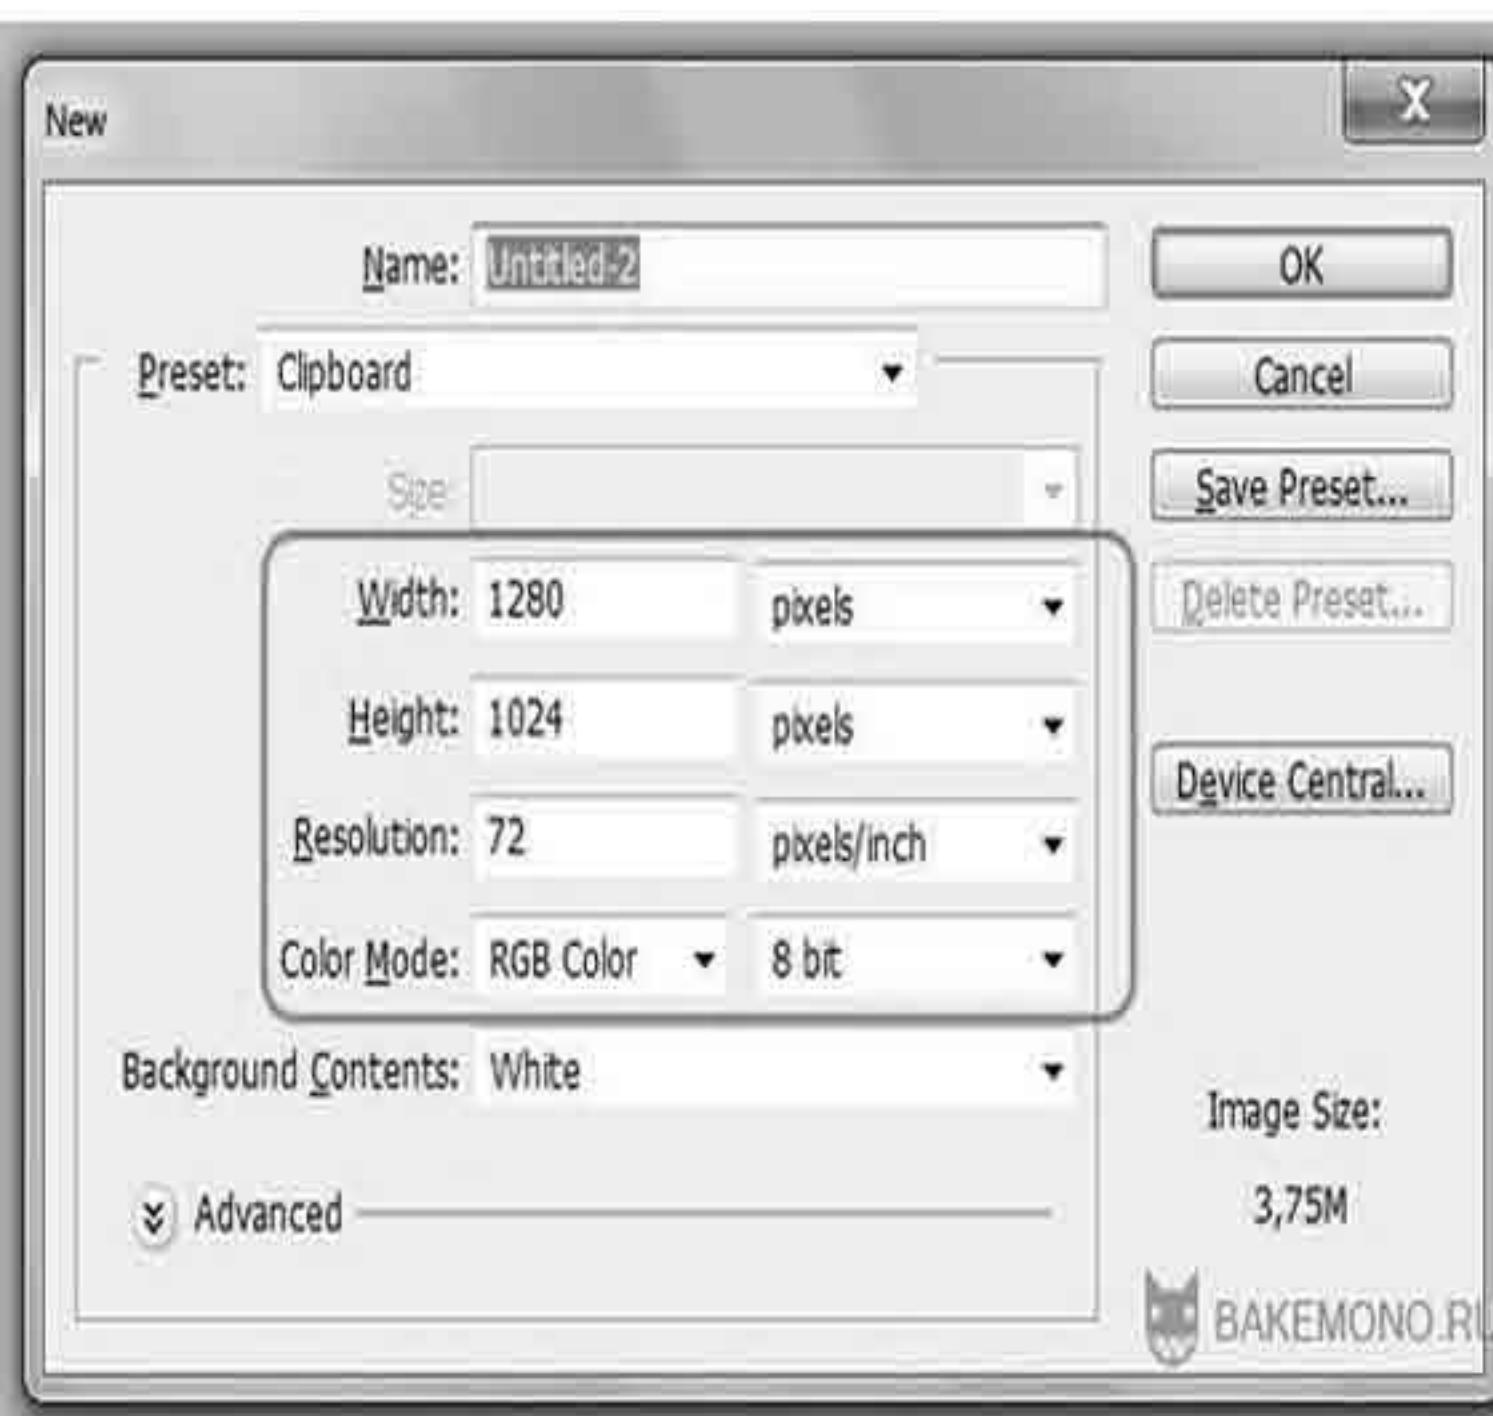 New
X
Name: Untitled-2
OK
Preset: Clipboard
Cancel
Size:
Save Preset...
Width: 1280 pixels
Delete Preset...
Height: 1024 pixels
Device Central...
Resolution: 72 pixels/inch
Color Mode: RGB Color 8 bit
Background Contents: White
Image Size:
Advanced
3,75M
BAKEMONO.RU